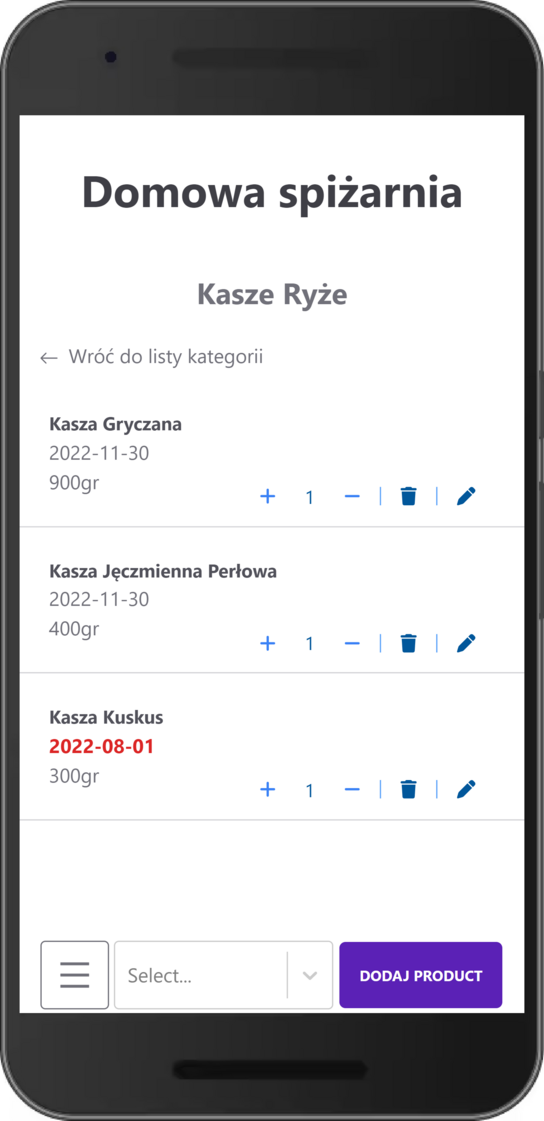 Domowa spiżarnia
Kasze Ryże
← Wróć do listy kategorii
Kasza Gryczana
2022-11-30
900gr
+ 1 − | |
Kasza Jęczmienna Perłowa
2022-11-30
400gr
+ 1 − | |
Kasza Kuskus
2022-08-01
300gr
+ 1 − | |
Select... DODAJ PRODUCT